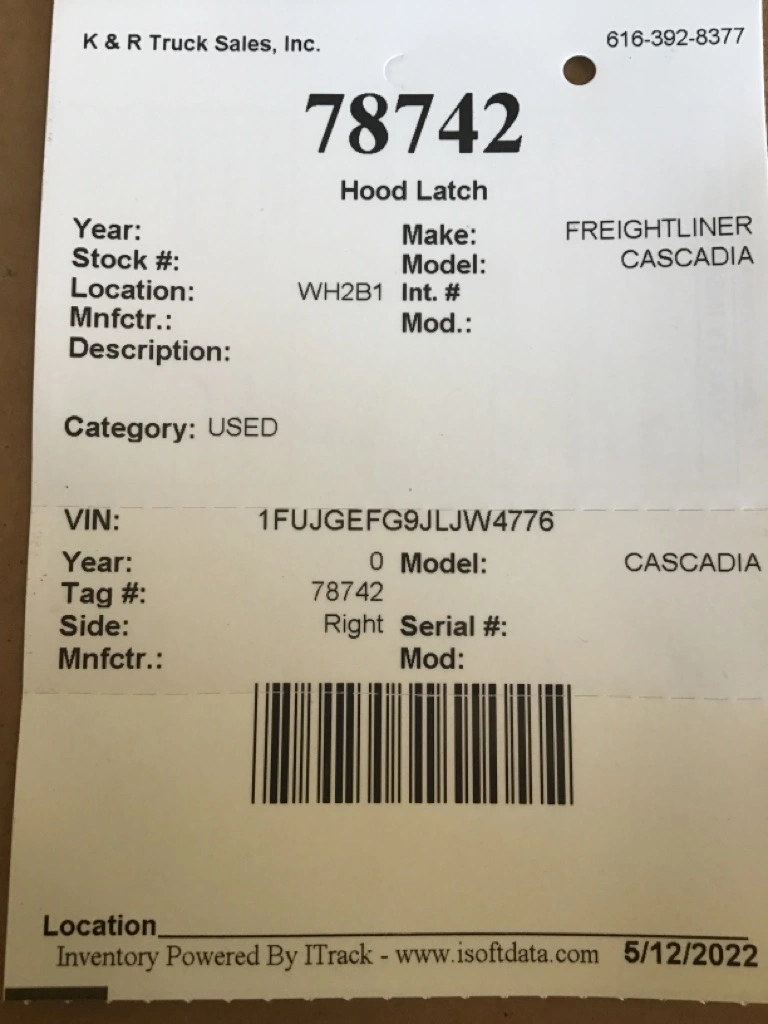 K & R Truck Sales, Inc. 616-392-8377
78742
Hood Latch
Year: Make: FREIGHTLINER
Stock #: Model: CASCADIA
Location: WH2B1 Int. #
Mnfctr.: Mod.:
Description:
Category: USED
VIN: 1FUJGEFG9JLJW4776
Year: 0 Model: CASCADIA
Tag #: 78742
Side: Right Serial #:
Mnfctr.: Mod:
Location
Inventory Powered By ITrack - www.isoftdata.com 5/12/2022